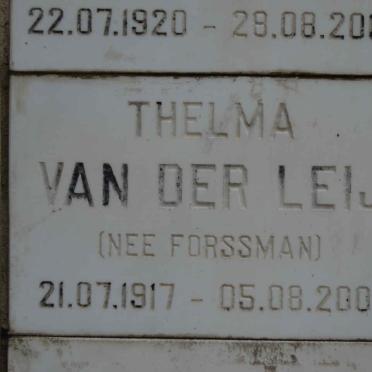 22.07.1920 - 28.08.20
THELMA
VAN DER LEIJ
(NEE FORSSMAN)
21.07.1917 - 05.08.200